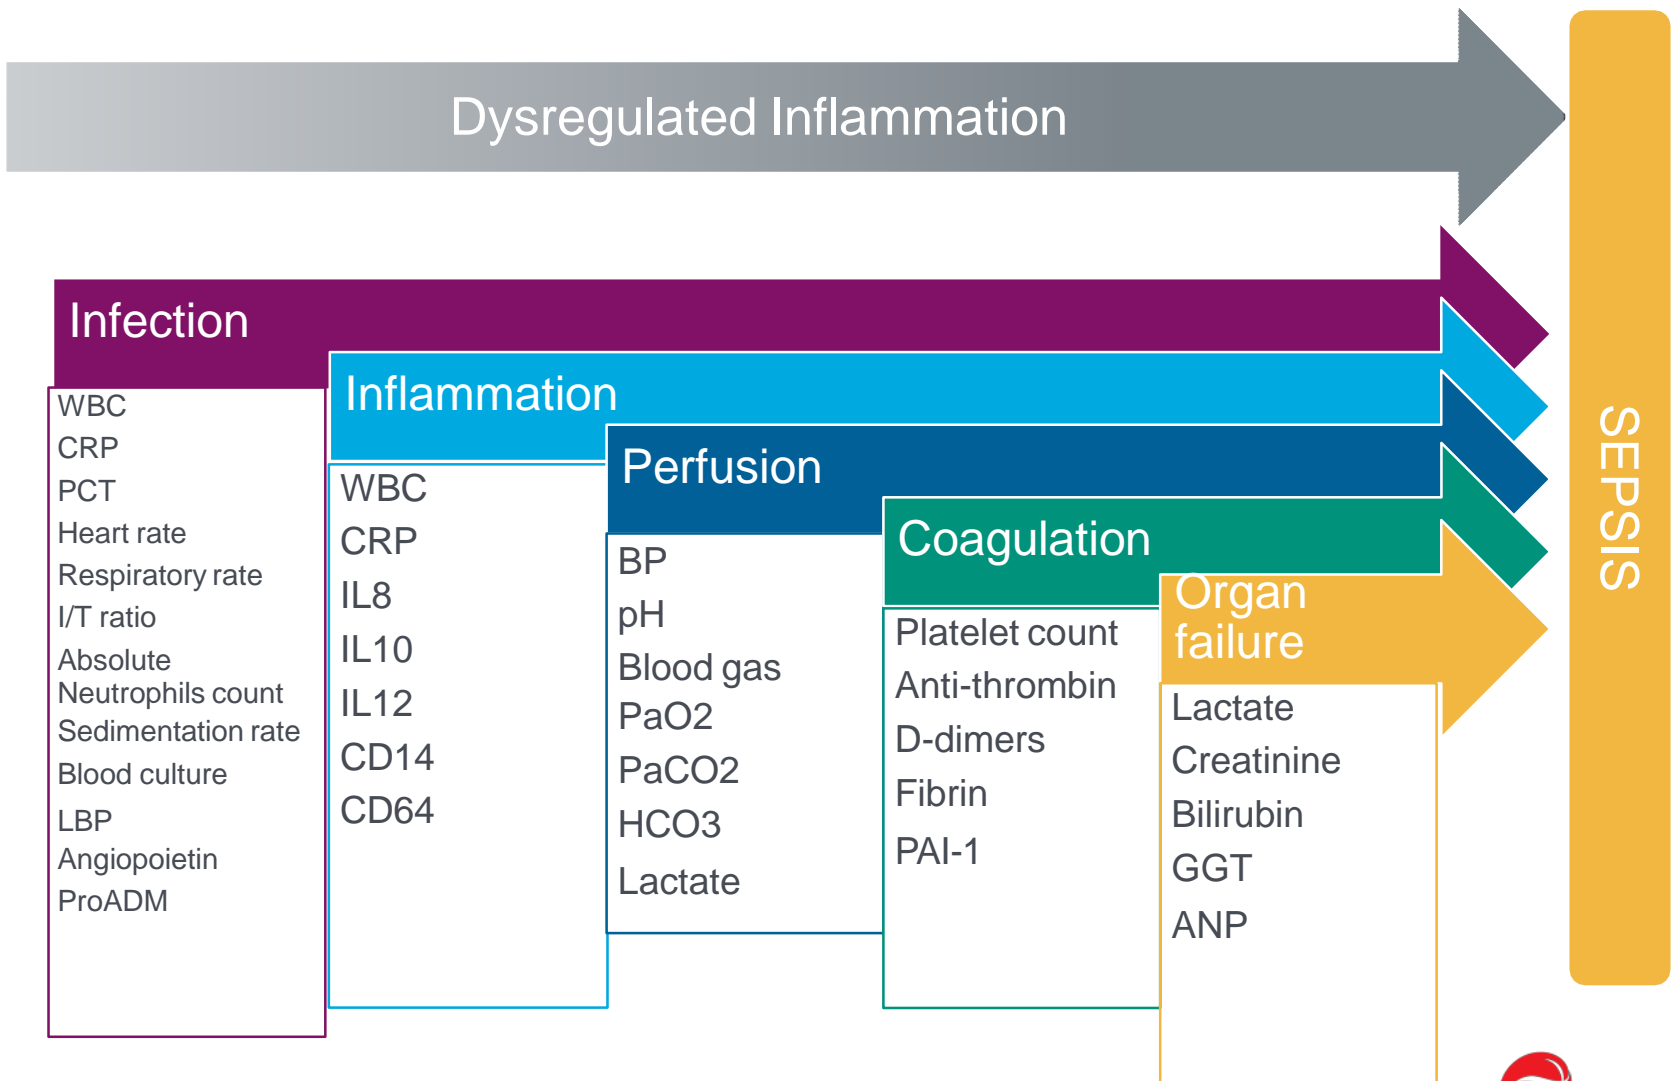 Dysregulated Inflammation
SEPSIS
Infection
WBC
CRP
PCT
Heart rate
Respiratory rate
I/T ratio
Absolute
Neutrophils count
Sedimentation rate
Blood culture
LBP
Angiopoietin
ProADM
Inflammation
WBC
CRP
IL8
IL10
IL12
CD14
CD64
Perfusion
BP
pH
Blood gas
PaO2
PaCO2
HCO3
Lactate
Coagulation
Platelet count
Anti-thrombin
D-dimers
Fibrin
PAI-1
Organ
failure
Lactate
Creatinine
Bilirubin
GGT
ANP